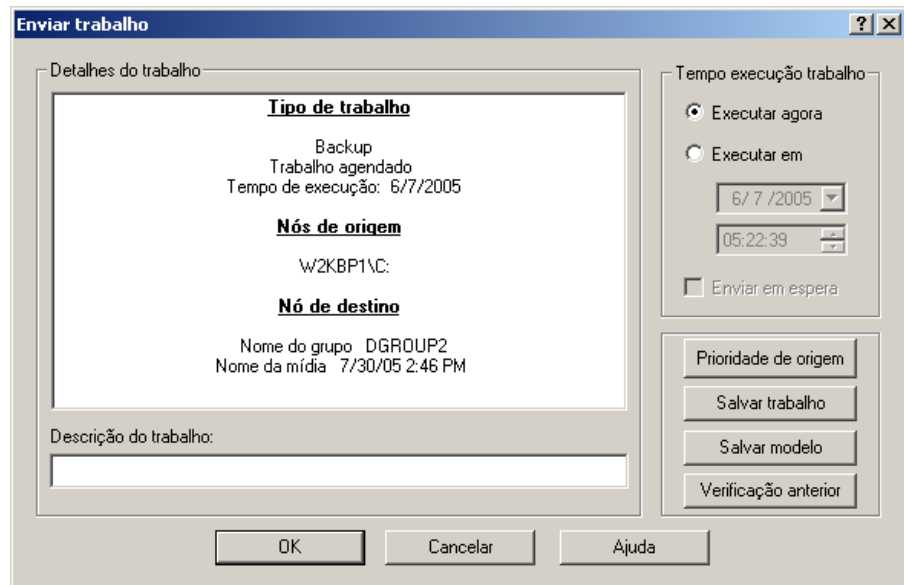 Enviar trabalho
Detalhes do trabalho
Tipo de trabalho
Backup
Trabalho agendado
Tempo de execução: 6/7/2005
Nós de origem
W2KBP1\C:
Nó de destino
Nome do grupo DGROUP2
Nome da mídia 7/30/05 2:46 PM
Descrição do trabalho:
Tempo execução trabalho
Executar agora
Executar em
6/ 7 /2005
05:22:39
Enviar em espera
Prioridade de origem
Salvar trabalho
Salvar modelo
Verificação anterior
OK
Cancelar
Ajuda